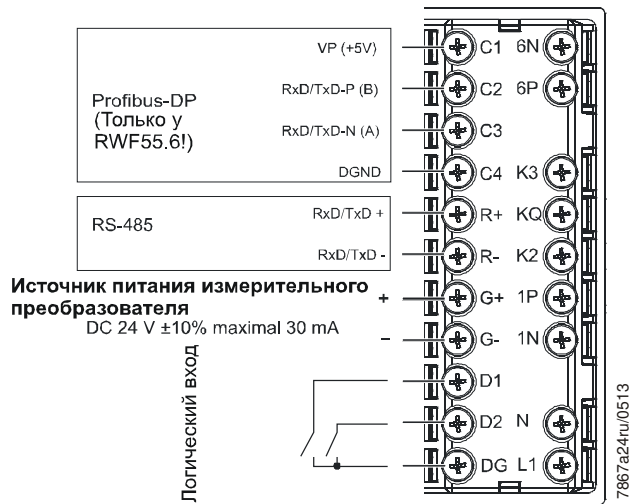 VP (+5V)
C1 6N
Profibus-DP
(Только у
RWF55.6!)
RxD/TxD-P (B)
C2 6P
RxD/TxD-N (A)
C3
DGND
C4 K3
RS-485
RxD/TxD +
R+ KQ
RxD/TxD -
R- K2
Источник питания измерительного
преобразователя
DC 24 V ±10% maximal 30 mA
+
G+ 1P
–
G- 1N
Логический вход
D1
D2 N
DG L1
7867a24ru/0513